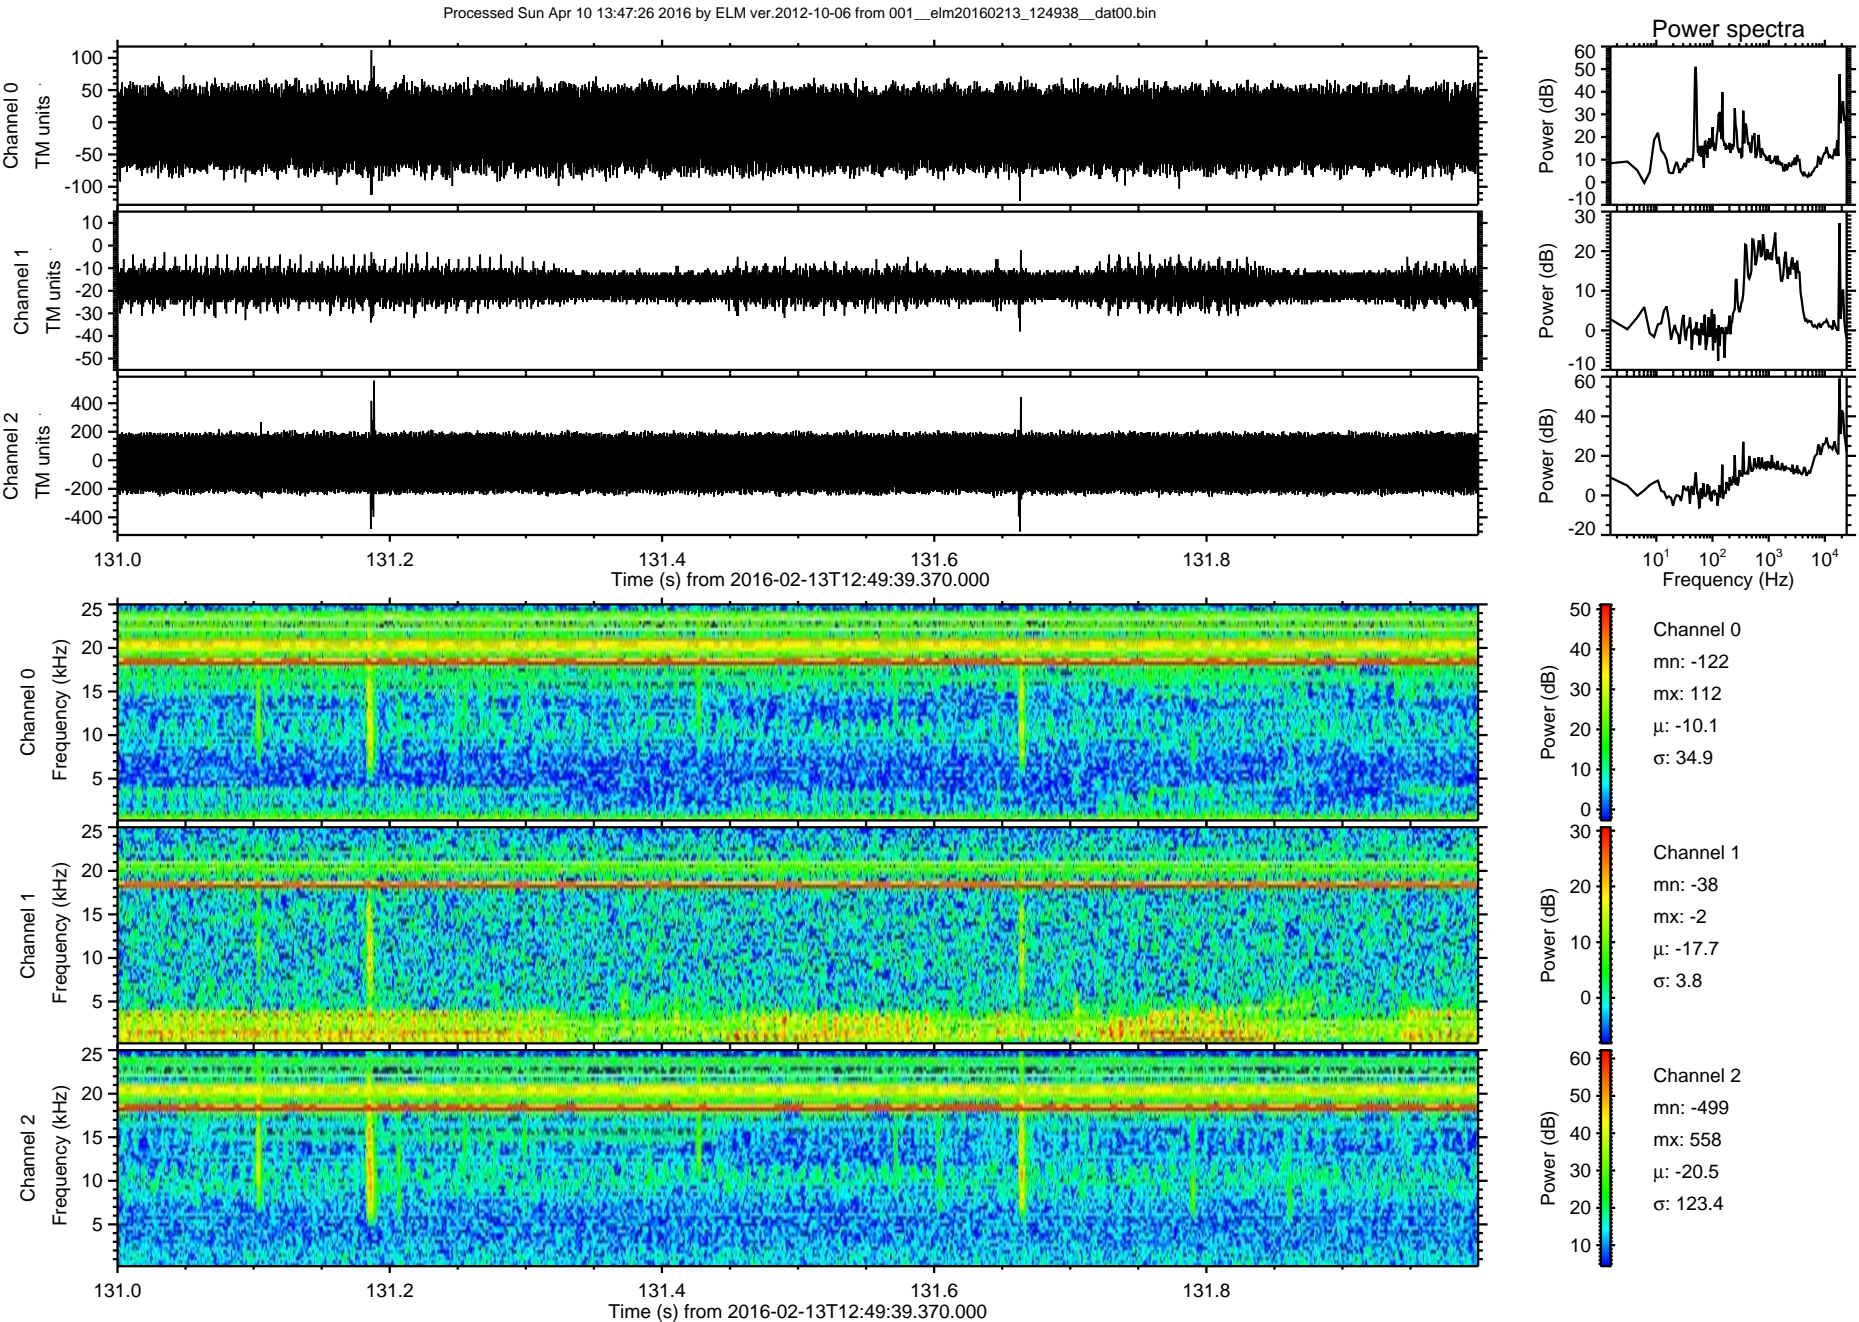 Processed Sun Apr 10 13:47:26 2016 by ELM ver.2012-10-06 from 001__elm20160213_124938__dat00.bin
Power spectra
Channel 0
TM units
100
50
0
-50
-100
Power (dB)
60
50
40
30
20
10
0
-10
Channel 1
TM units
10
0
-10
-20
-30
-40
-50
Power (dB)
30
20
10
0
-10
Channel 2
TM units
400
200
0
-200
-400
Power (dB)
60
40
20
0
-20
131.0 131.2 131.4 131.6 131.8
Time (s) from 2016-02-13T12:49:39.370.000
10¹ 10² 10³ 10⁴
Frequency (Hz)
Channel 0
Frequency (kHz)
25
20
15
10
5
Power (dB)
50
40
30
20
10
0
Channel 0
mn: -122
mx: 112
μ: -10.1
σ: 34.9
Channel 1
Frequency (kHz)
25
20
15
10
5
Power (dB)
30
20
10
0
Channel 1
mn: -38
mx: -2
μ: -17.7
σ: 3.8
Channel 2
Frequency (kHz)
25
20
15
10
5
Power (dB)
60
50
40
30
20
10
Channel 2
mn: -499
mx: 558
μ: -20.5
σ: 123.4
131.0 131.2 131.4 131.6 131.8
Time (s) from 2016-02-13T12:49:39.370.000